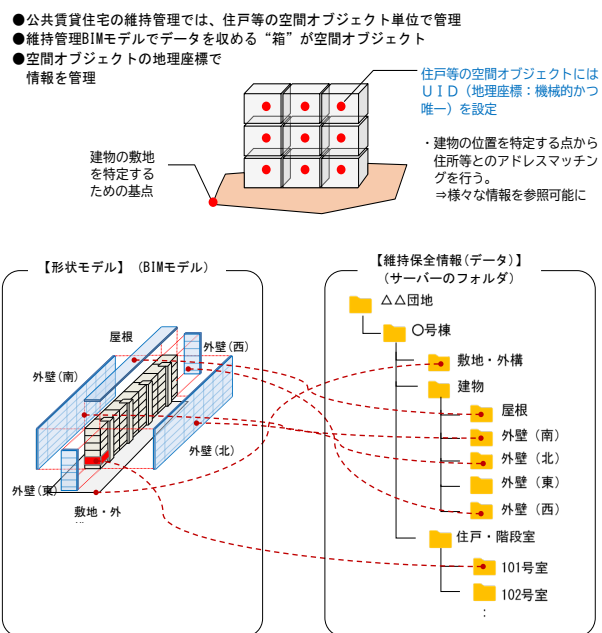 ●公共賃貸住宅の維持管理では、住戸等の空間オブジェクト単位で管理
●維持管理BIMモデルでデータを収める“箱”が空間オブジェクト
●空間オブジェクトの地理座標で
情報を管理
住戸等の空間オブジェクトには
UID（地理座標：機械的かつ
唯一）を設定
・建物の位置を特定する点から
住所等とのアドレスマッチン
グを行う。
⇒様々な情報を参照可能に
建物の敷地
を特定する
ための基点
【形状モデル】（BIMモデル）
屋根
外壁(西)
外壁(南)
外壁(北)
外壁(東)
敷地・外
【維持保全情報(データ)】
（サーバーのフォルダ）
△△団地
〇号棟
敷地・外構
建物
屋根
外壁（南）
外壁（北）
外壁（東）
外壁（西）
住戸・階段室
101号室
102号室
：